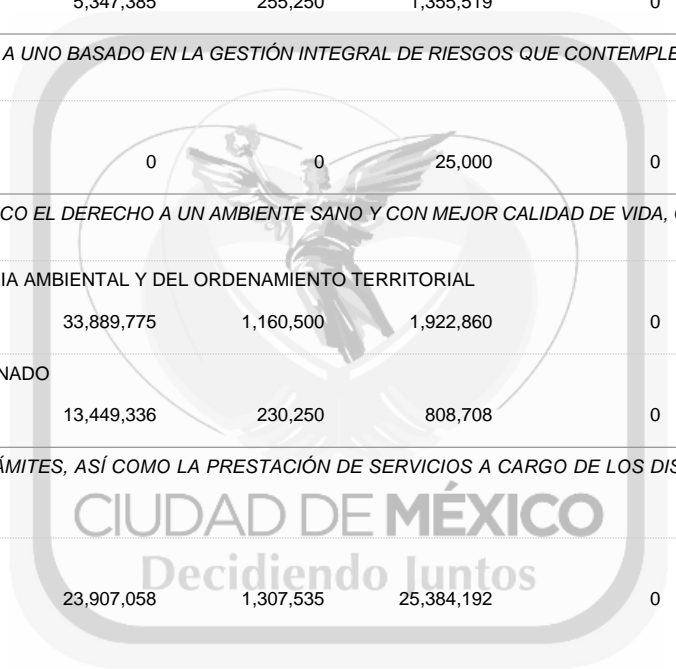 5,347,385 255,250 1,355,519 0
A UNO BASADO EN LA GESTIÓN INTEGRAL DE RIESGOS QUE CONTEMPLE
0 0 25,000 0
CO EL DERECHO A UN AMBIENTE SANO Y CON MEJOR CALIDAD DE VIDA,
IA AMBIENTAL Y DEL ORDENAMIENTO TERRITORIAL
33,889,775 1,160,500 1,922,860 0
NADO
13,449,336 230,250 808,708 0
ÁMITES, ASÍ COMO LA PRESTACIÓN DE SERVICIOS A CARGO DE LOS DIS
CIUDAD DE MÉXICO
Decidiendo Juntos
23,907,058 1,307,535 25,384,192 0